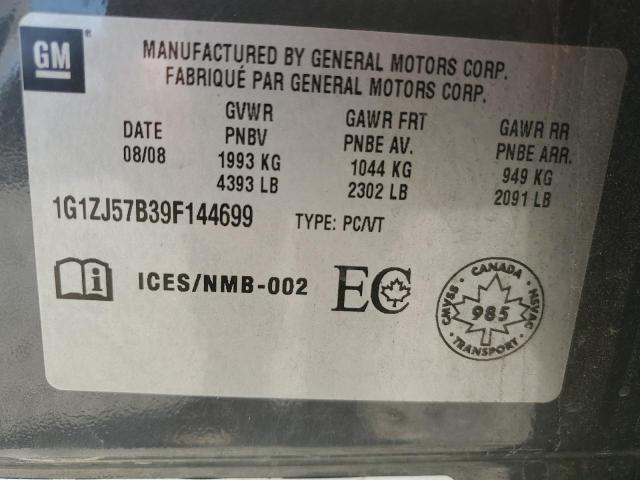 GM
MANUFACTURED BY GENERAL MOTORS CORP.
FABRIQUÉ PAR GENERAL MOTORS CORP.
DATE
08/08
GVWR
PNBV
1993 KG
4393 LB
GAWR FRT
PNBE AV.
1044 KG
2302 LB
GAWR RR
PNBE ARR.
949 KG
2091 LB
1G1ZJ57B39F144699 TYPE: PC/VT
i ICES/NMB-002 EC
CANADA
CMVSS 985 NSVAC
TRANSPORT